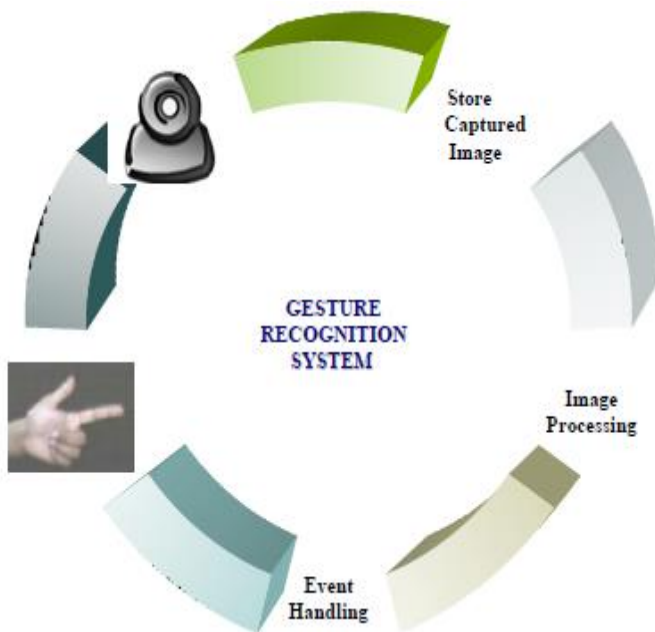 Store
Captured
Image
GESTURE
RECOGNITION
SYSTEM
Image
Processing
Event
Handling